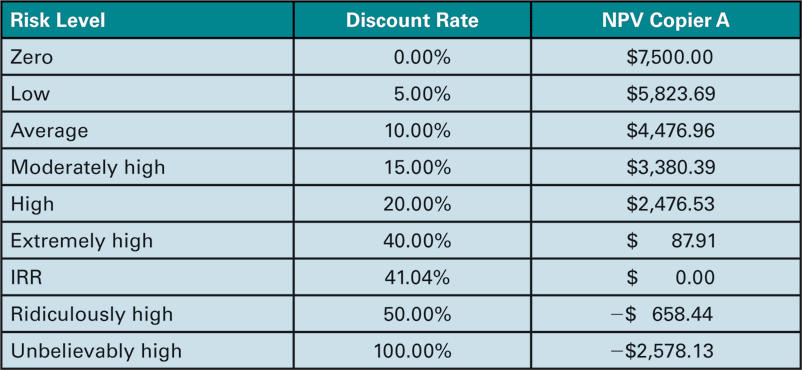 Risk Level Discount Rate NPV Copier A
Zero 0.00% $7,500.00
Low 5.00% $5,823.69
Average 10.00% $4,476.96
Moderately high 15.00% $3,380.39
High 20.00% $2,476.53
Extremely high 40.00% $ 87.91
IRR 41.04% $ 0.00
Ridiculously high 50.00% −$ 658.44
Unbelievably high 100.00% −$2,578.13